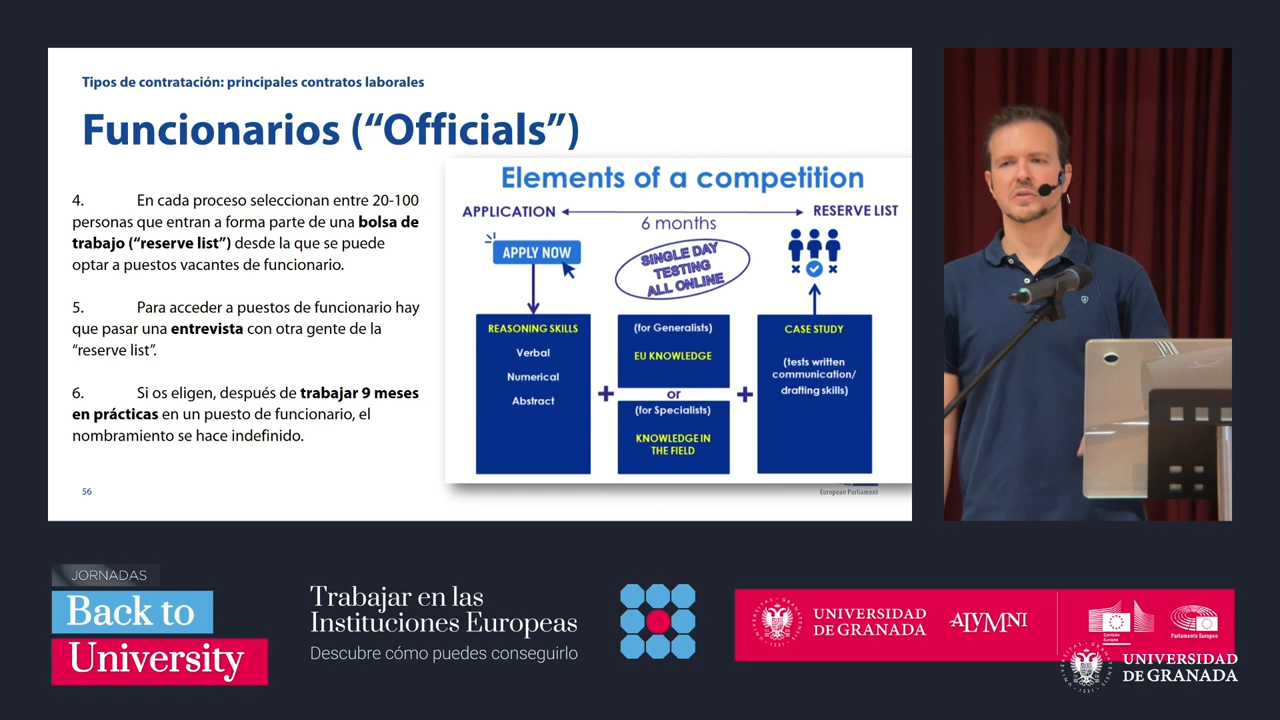 Tipos de contratación: principales contratos laborales
Funcionarios (“Officials”)
4. En cada proceso seleccionan entre 20-100
personas que entran a forma parte de una bolsa de
trabajo (“reserve list”) desde la que se puede
optar a puestos vacantes de funcionario.
5. Para acceder a puestos de funcionario hay
que pasar una entrevista con otra gente de la
“reserve list”.
6. Si os eligen, después de trabajar 9 meses
en prácticas en un puesto de funcionario, el
nombramiento se hace indefinido.
56
Elements of a competition
APPLICATION
6 months
RESERVE LIST
APPLY NOW
SINGLE DAY
TESTING
ALL ONLINE
REASONING SKILLS
Verbal
Numerical
Abstract
+
(for Generalists)
EU KNOWLEDGE
or
(for Specialists)
KNOWLEDGE IN
THE FIELD
+
CASE STUDY
(tests written
communication/
drafting skills)
European Parliament
JORNADAS
Back to
University
Trabajar en las
Instituciones Europeas
Descubre cómo puedes conseguirlo
UNIVERSIDAD
DE GRANADA
ALVMNI
Comisión
Europea
Parlamento Europeo
UNIVERSIDAD
DE GRANADA